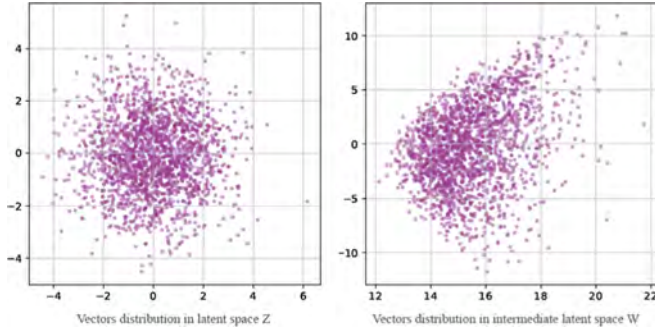 4
2
0
−2
−4
−4 −2 0 2 4 6
Vectors distribution in latent space Z
10
5
0
−5
−10
12 14 16 18 20 22
Vectors distribution in intermediate latent space W